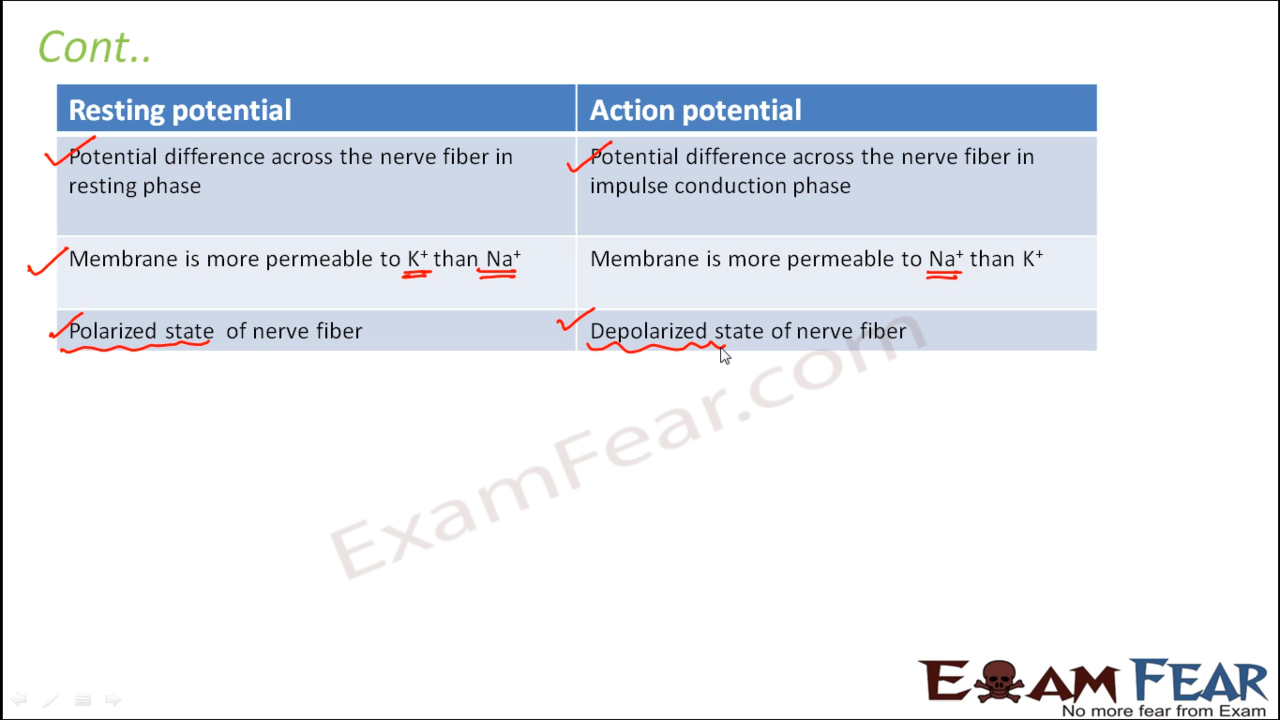 Cont..
Resting potential
Action potential
Potential difference across the nerve fiber in
resting phase
Potential difference across the nerve fiber in
impulse conduction phase
Membrane is more permeable to K⁺ than Na⁺
Membrane is more permeable to Na⁺ than K⁺
Polarized state of nerve fiber
Depolarized state of nerve fiber
ExamFear.com
EXAM FEAR
No more fear from Exam